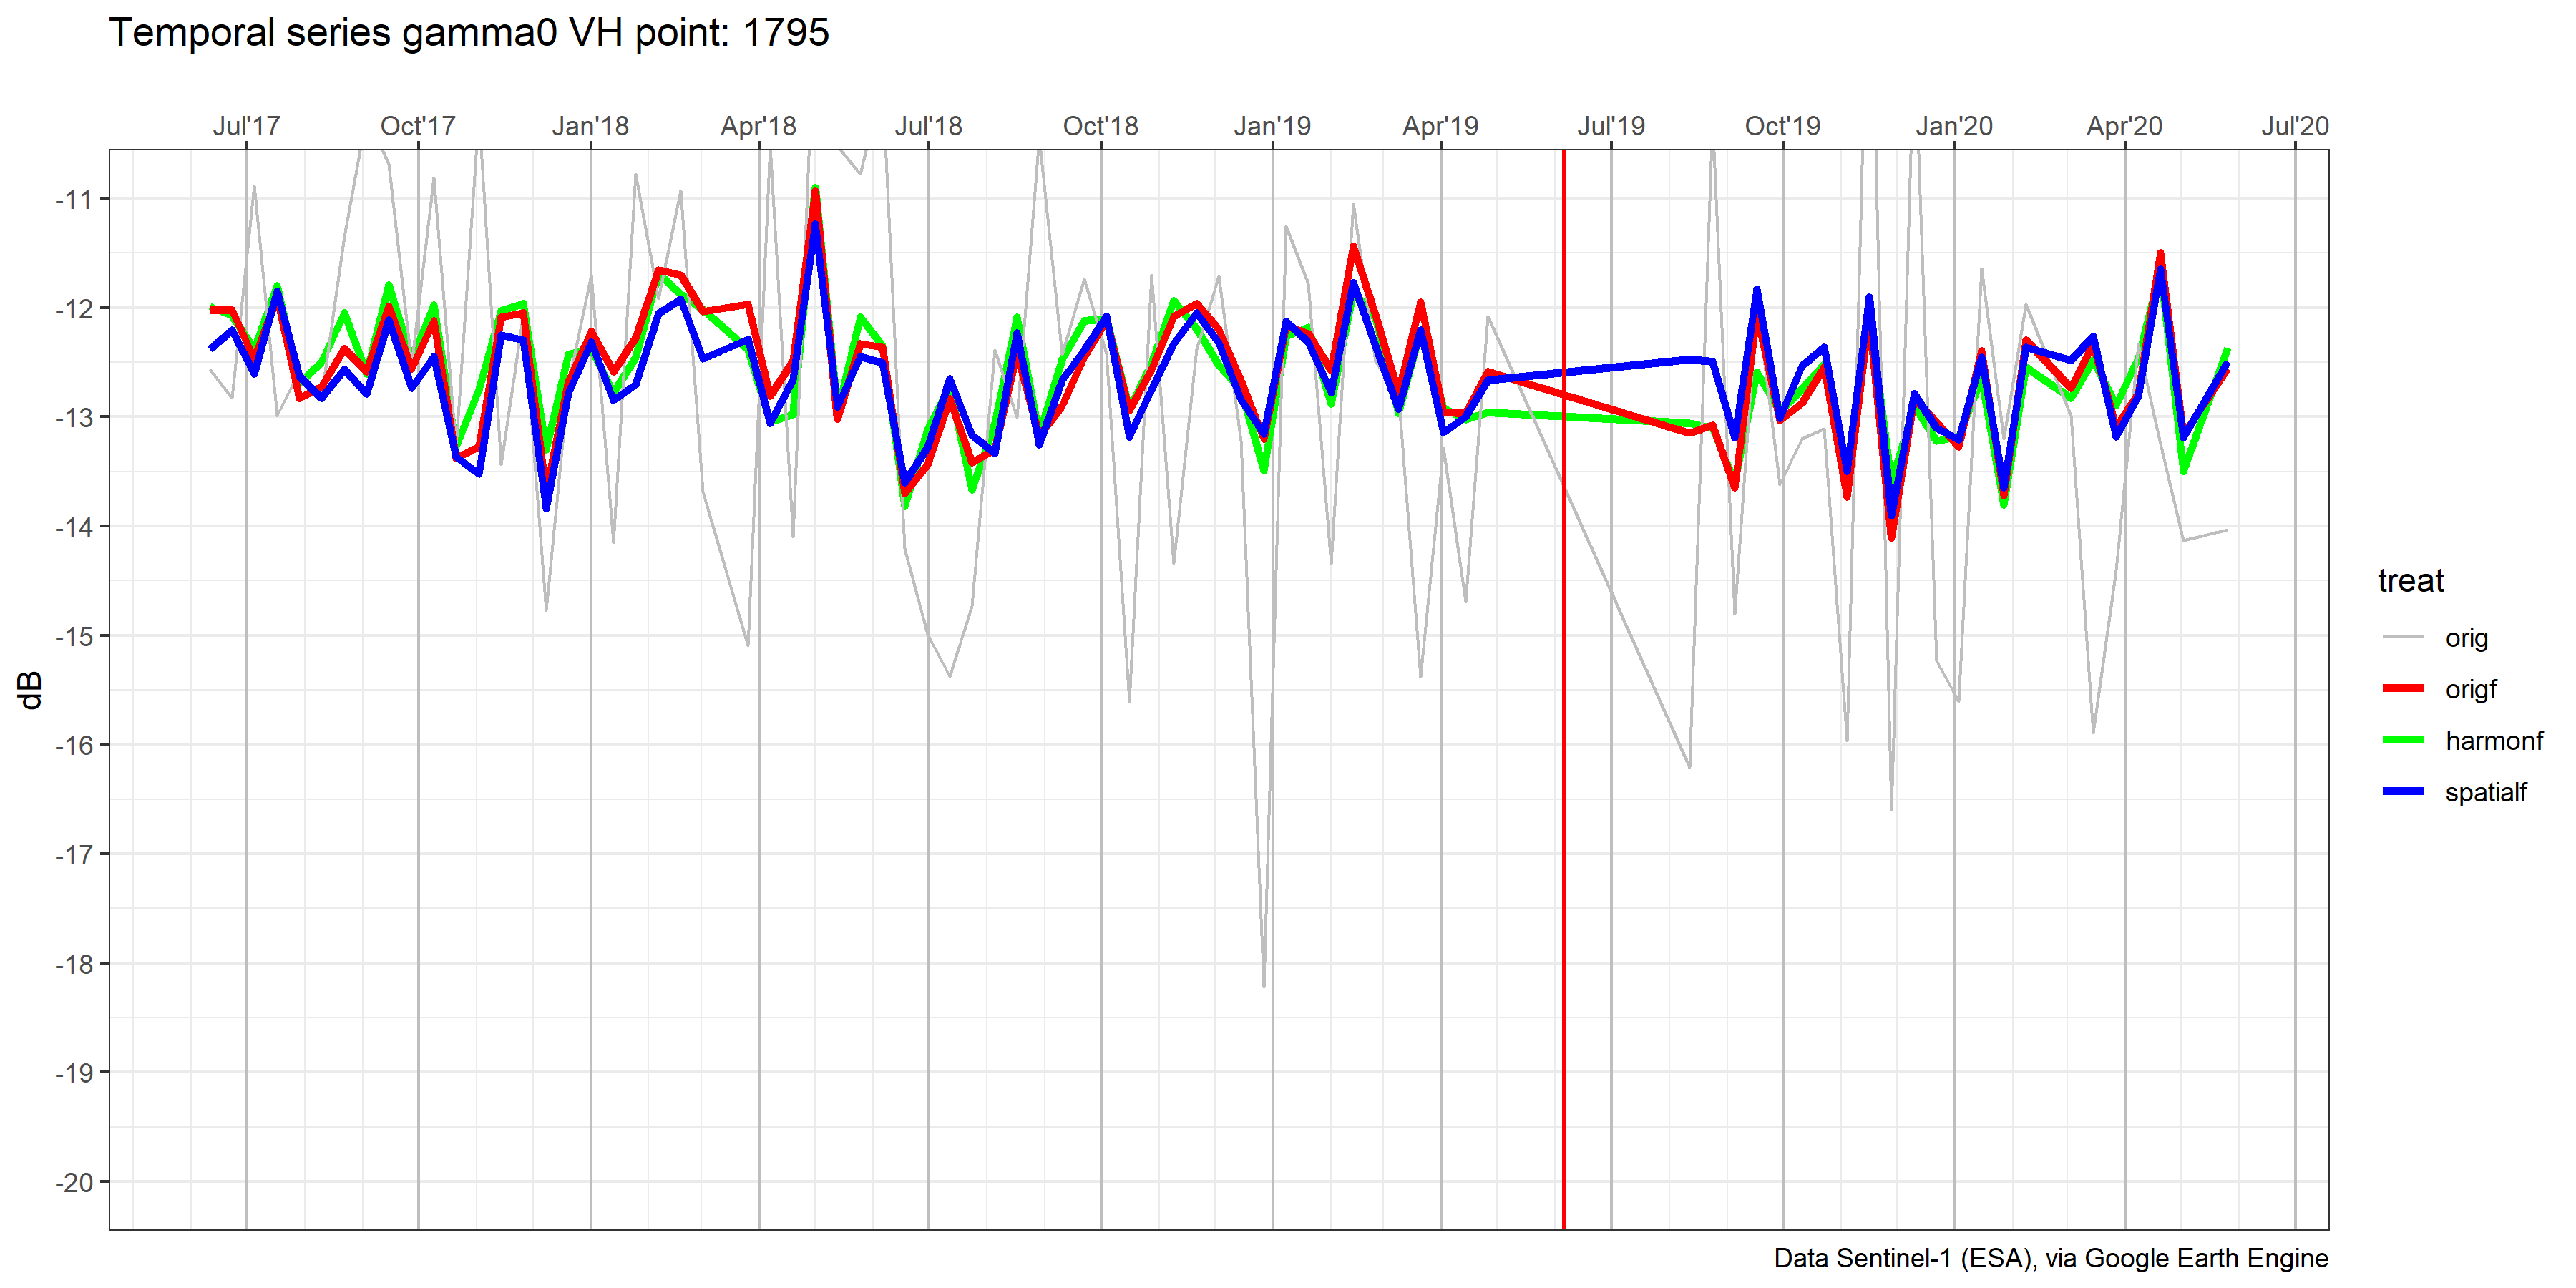 Temporal series gamma0 VH point: 1795
Jul'17 Oct'17 Jan'18 Apr'18 Jul'18 Oct'18 Jan'19 Apr'19 Jul'19 Oct'19 Jan'20 Apr'20 Jul'20
-11
-12
-13
-14
-15
-16
-17
-18
-19
-20
dB
treat
orig
origf
harmonf
spatialf
Data Sentinel-1 (ESA), via Google Earth Engine